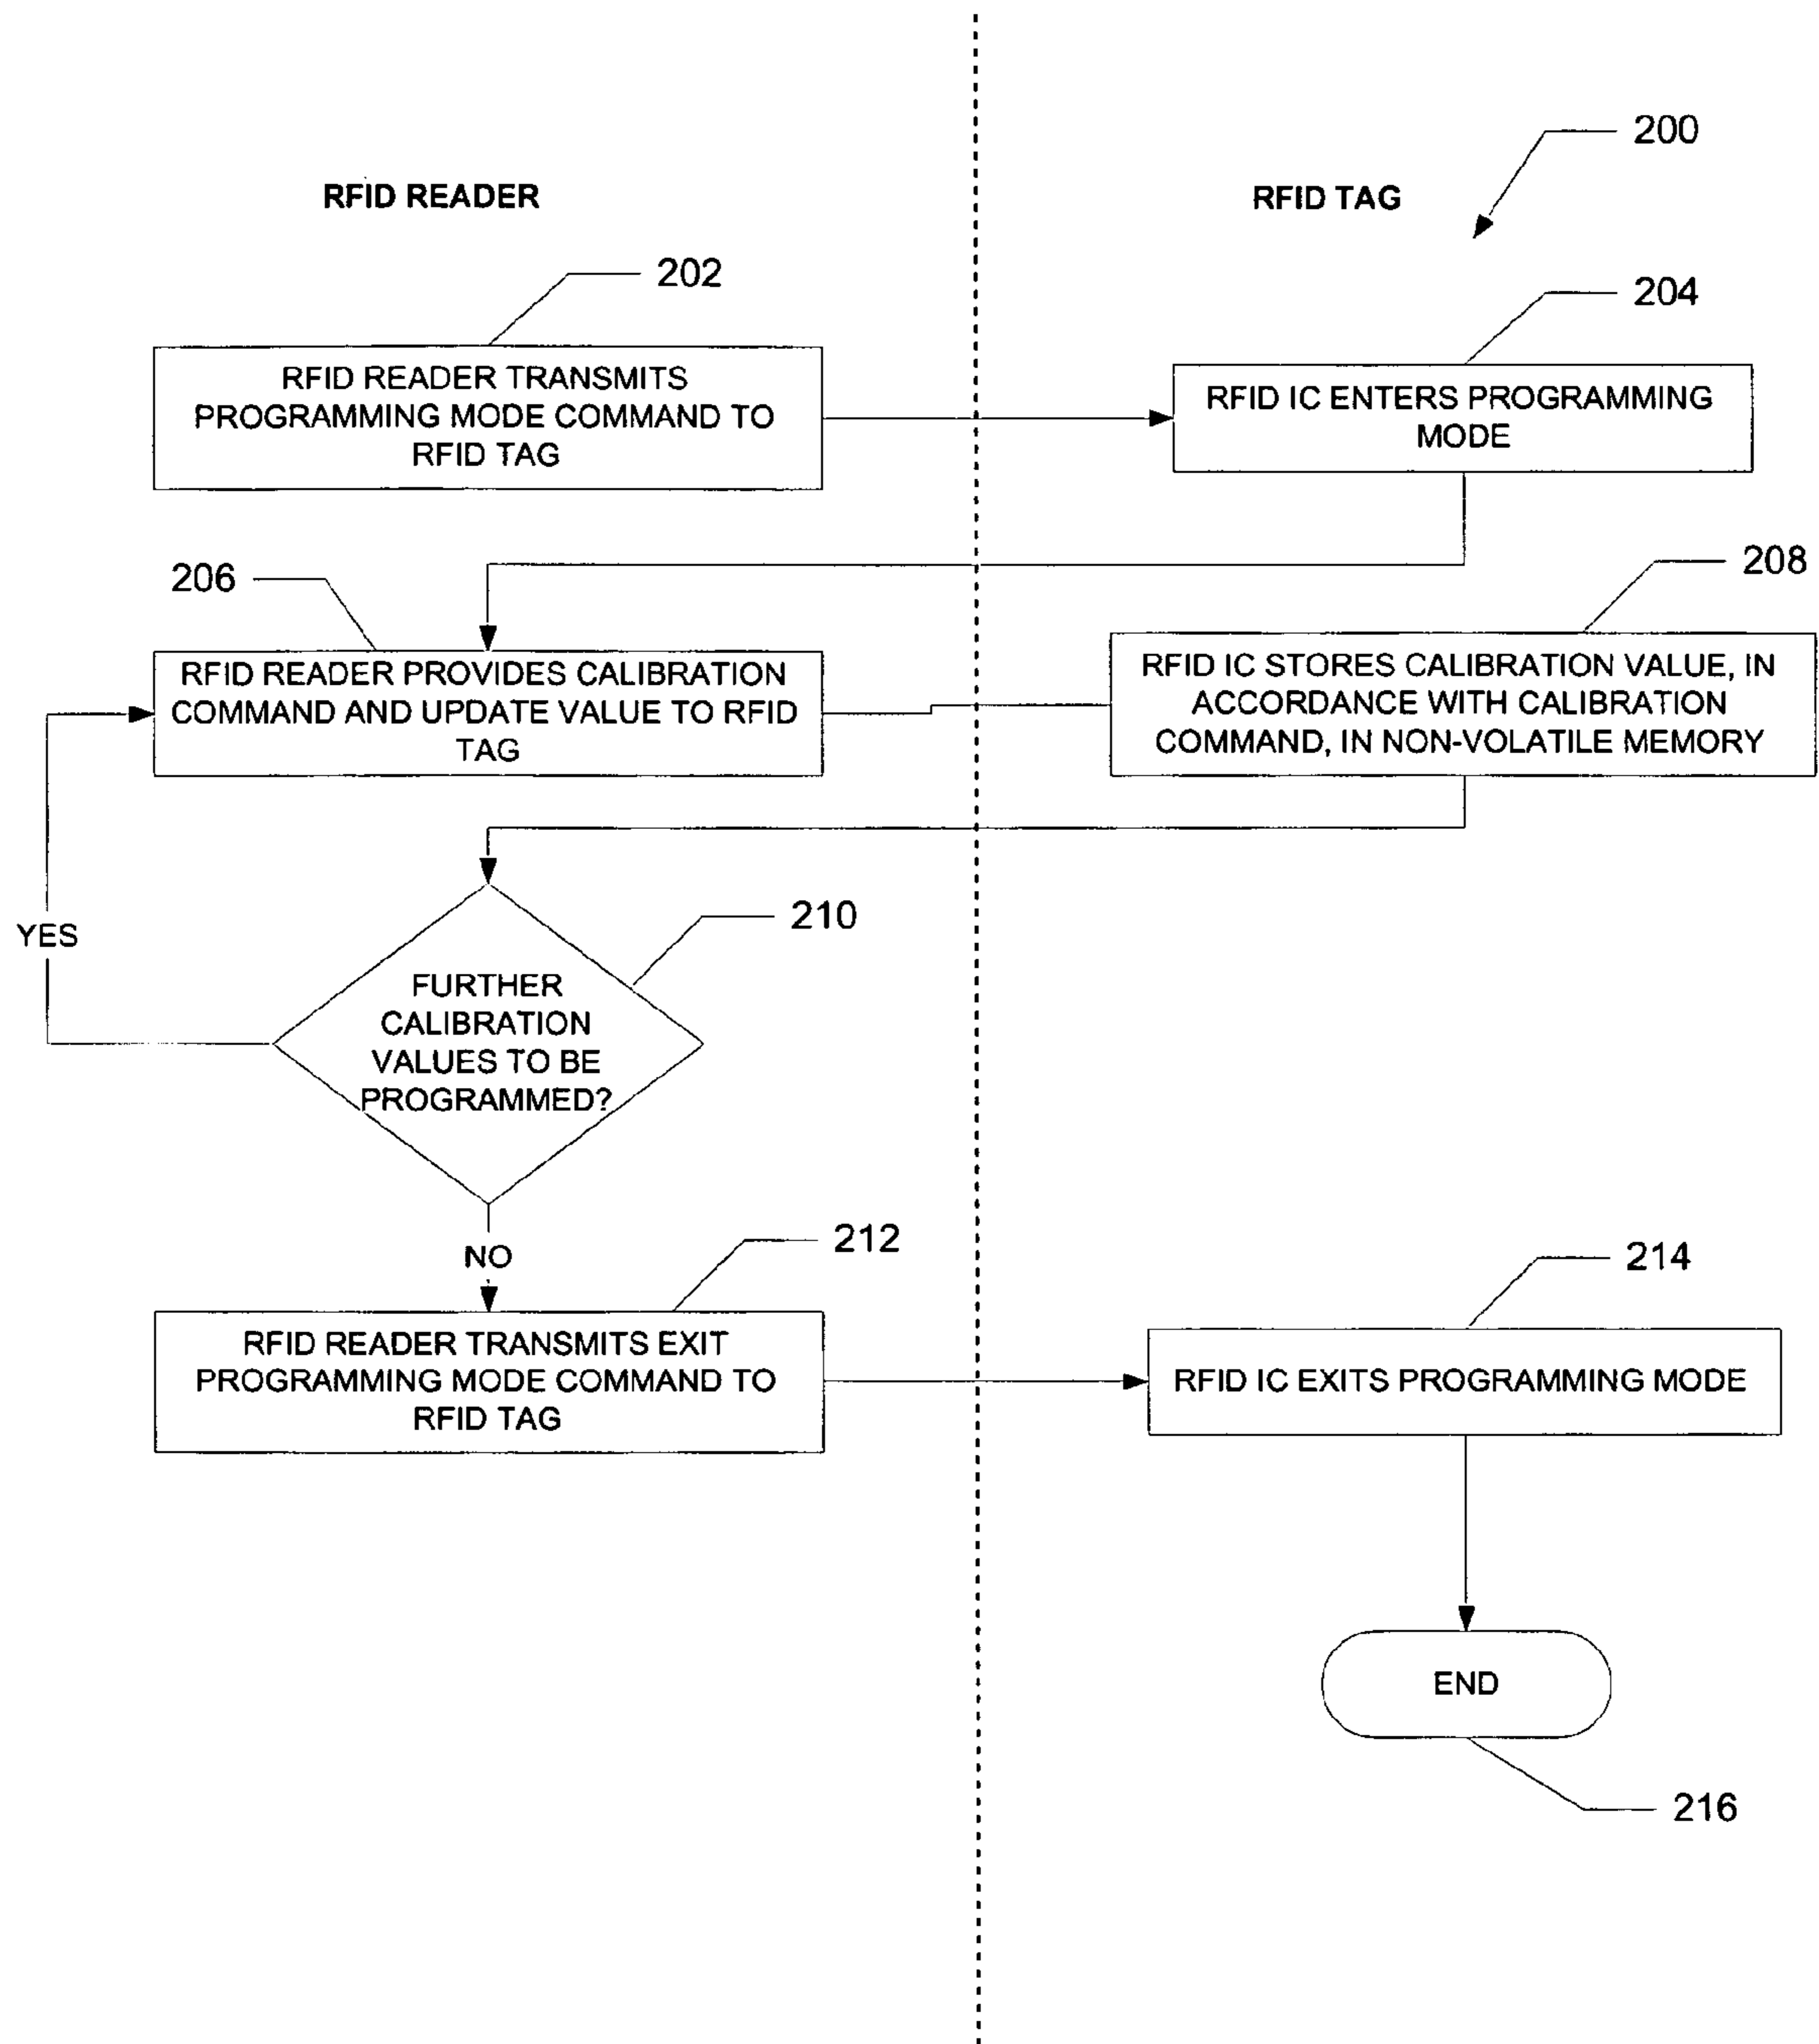 200
RFID READER
RFID TAG
202
204
RFID READER TRANSMITS
PROGRAMMING MODE COMMAND TO
RFID TAG
RFID IC ENTERS PROGRAMMING
MODE
206
208
RFID READER PROVIDES CALIBRATION
COMMAND AND UPDATE VALUE TO RFID
TAG
RFID IC STORES CALIBRATION VALUE, IN
ACCORDANCE WITH CALIBRATION
COMMAND, IN NON-VOLATILE MEMORY
210
YES
FURTHER
CALIBRATION
VALUES TO BE
PROGRAMMED?
NO
212
214
RFID READER TRANSMITS EXIT
PROGRAMMING MODE COMMAND TO
RFID TAG
RFID IC EXITS PROGRAMMING MODE
END
216